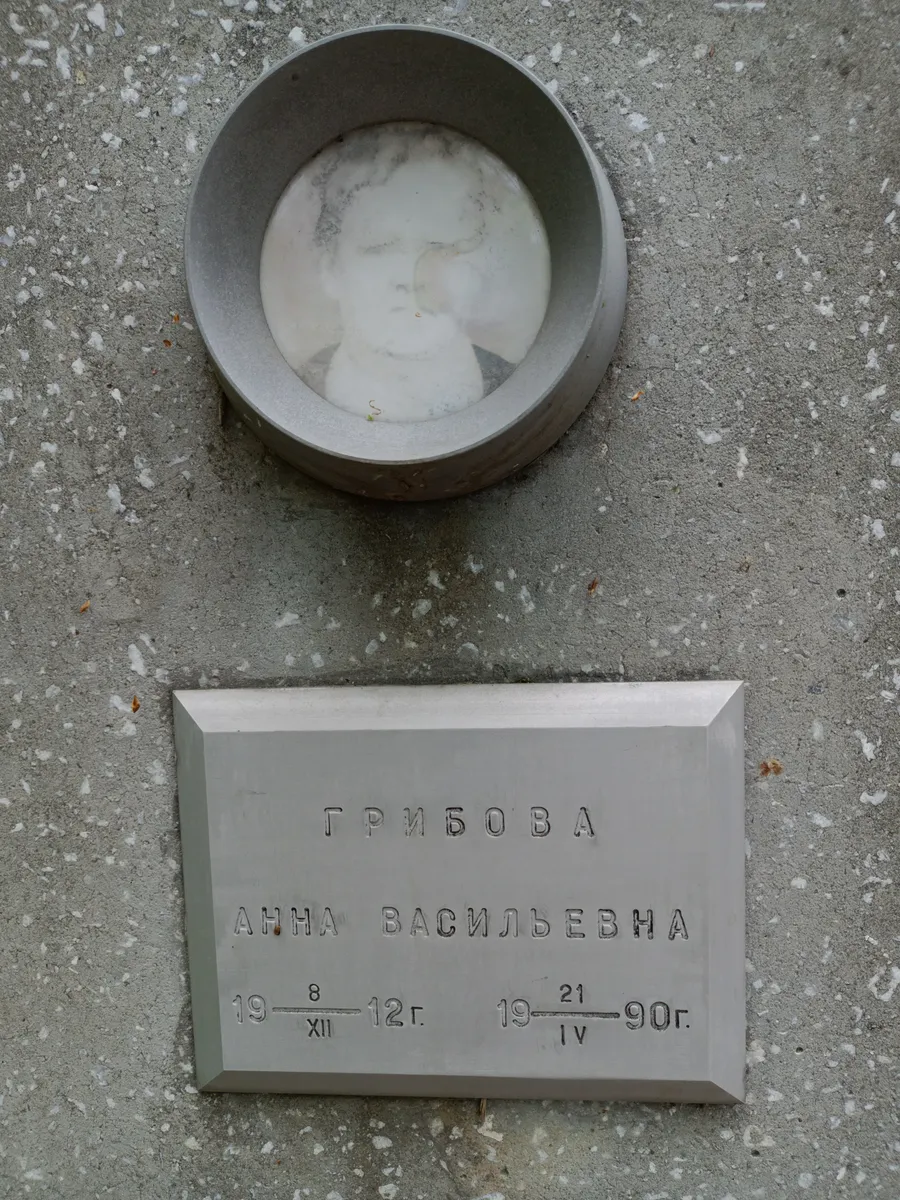 ГРИБОВА
АННА ВАСИЛЬЕВНА
19 8/XII 12г. 19 21/IV 90г.